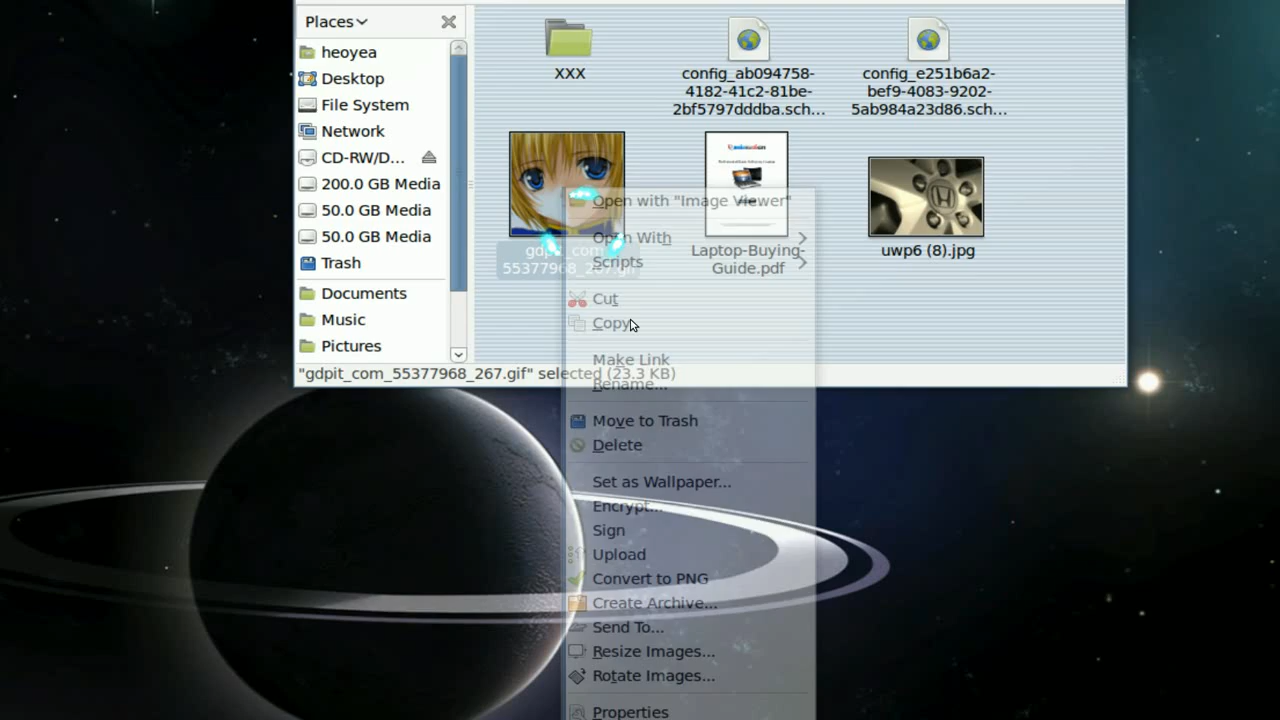 Places
heoyea
Desktop
File System
Network
CD-RW/D...
200.0 GB Media
50.0 GB Media
50.0 GB Media
Trash
Documents
Music
Pictures
XXX
config_ab094758-
4182-41c2-81be-
2bf5797dddba.sch...
config_e251b6a2-
bef9-4083-9202-
5ab984a23d86.sch...
gdpit_com_
55377968_267.gif
Laptop-Buying-
Guide.pdf
uwp6 (8).jpg
"gdpit_com_55377968_267.gif" selected (23.3 KB)
Open with "Image Viewer"
Open With
Scripts
Cut
Copy
Make Link
Rename...
Move to Trash
Delete
Set as Wallpaper...
Encrypt...
Sign
Upload
Convert to PNG
Create Archive...
Send To...
Resize Images...
Rotate Images...
Properties